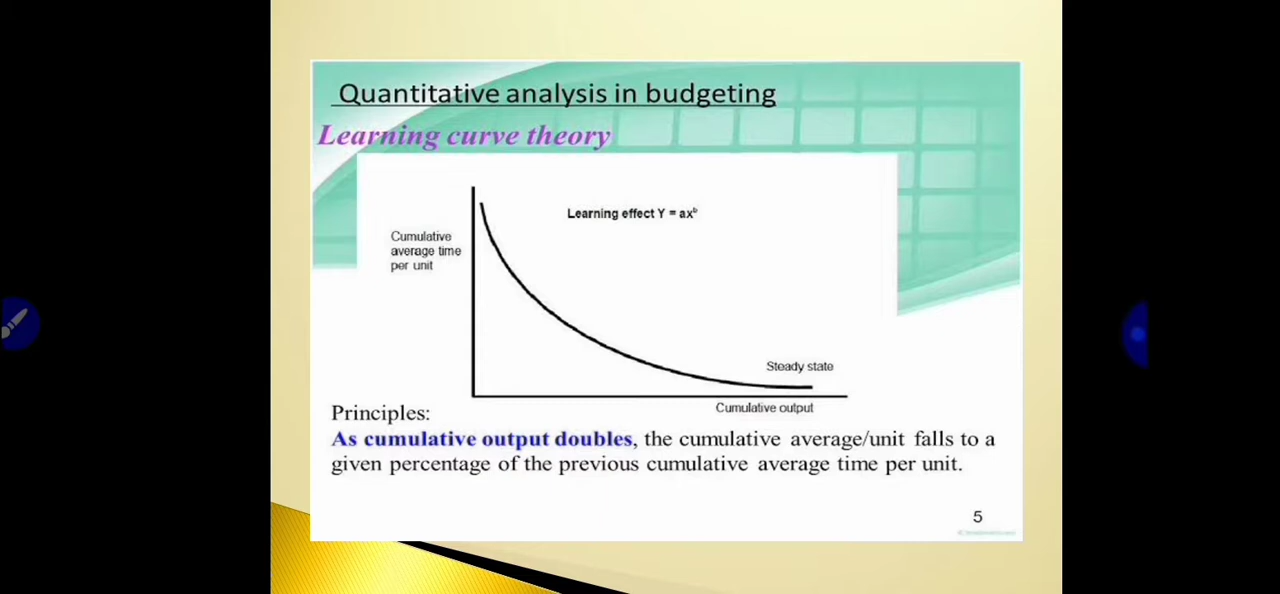 Quantitative analysis in budgeting
Learning curve theory
Learning effect Y = ax^b
Cumulative
average time
per unit
Steady state
Cumulative output
Principles:
As cumulative output doubles, the cumulative average/unit falls to a
given percentage of the previous cumulative average time per unit.
5